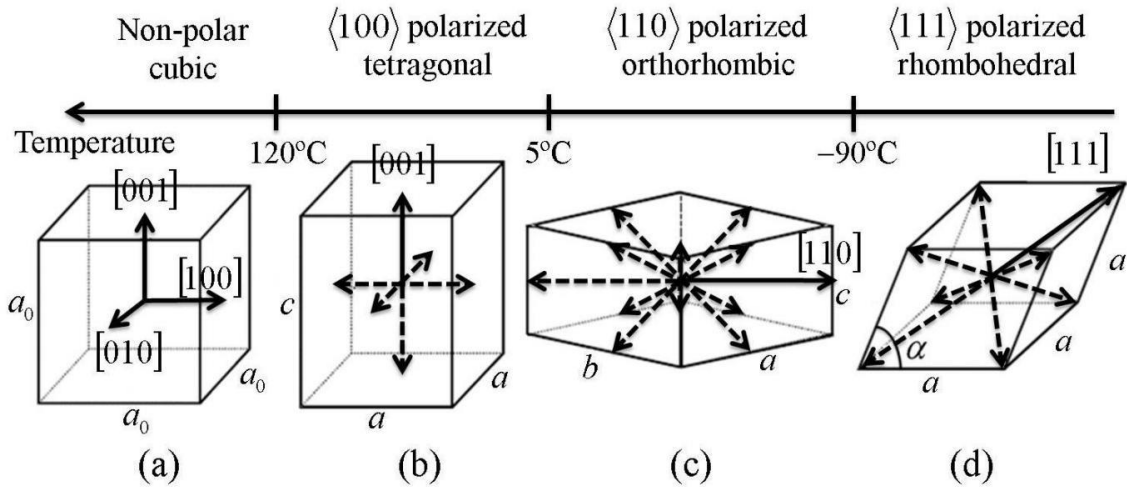 Non-polar
cubic
⟨100⟩ polarized
tetragonal
⟨110⟩ polarized
orthorhombic
⟨111⟩ polarized
rhombohedral
Temperature
120°C
5°C
−90°C
[001]
[100]
[010]
a₀
a₀
a₀
(a)
[001]
c
a
a
(b)
[110]
c
b
a
(c)
[111]
a
a
α
a
(d)